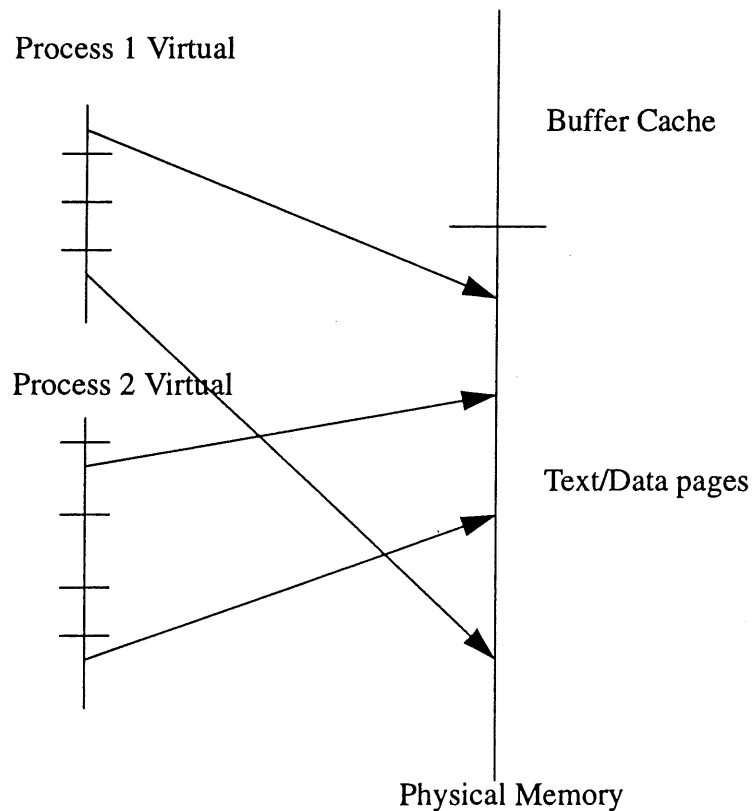 Process 1 Virtual
Buffer Cache
Process 2 Virtual
Text/Data pages
Physical Memory